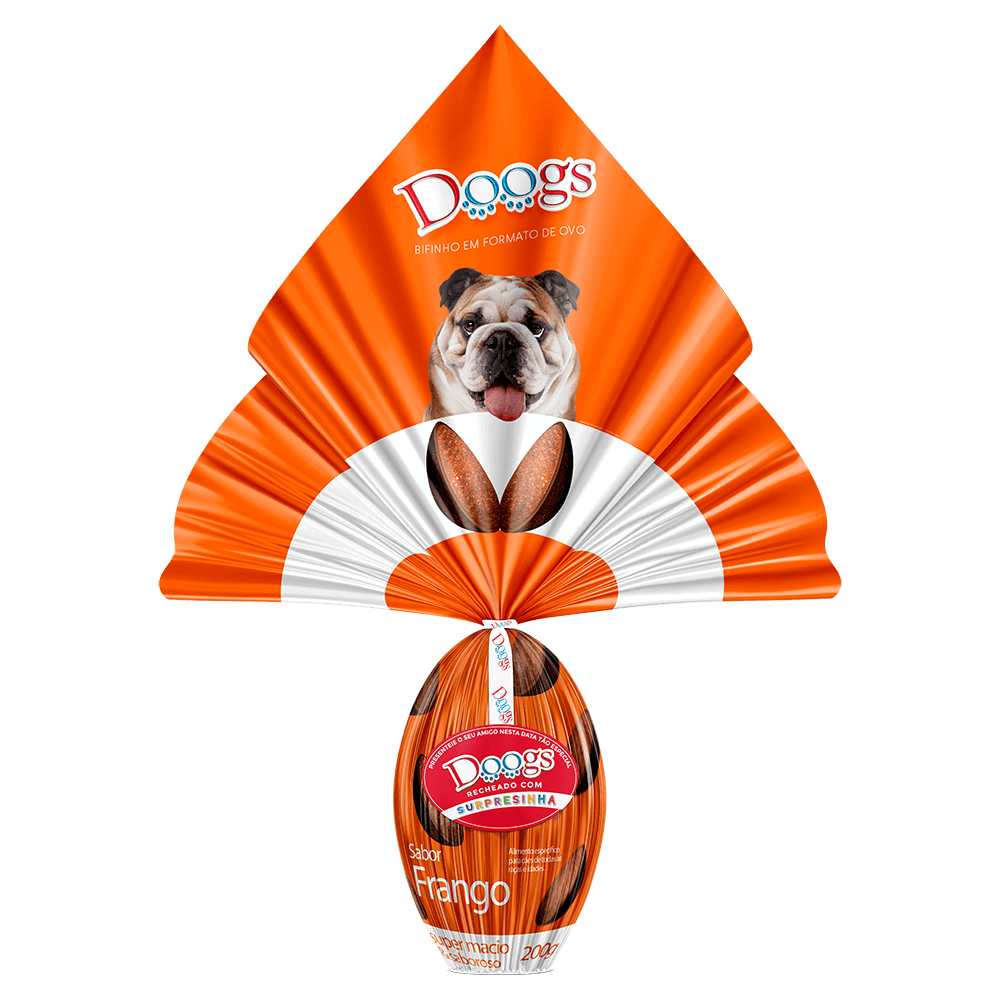 Doogs
BIFINHO EM FORMATO DE OVO
Doogs
Doogs
Doogs
PRESENTEIE O SEU AMIGO NESTA DATA TÃO ESPECIAL
Doogs
RECHEADO COM
SURPRESINHA
Sabor
Frango
Alimento específico
para cães de todas as
raças e idades
super macio
saboroso
200g